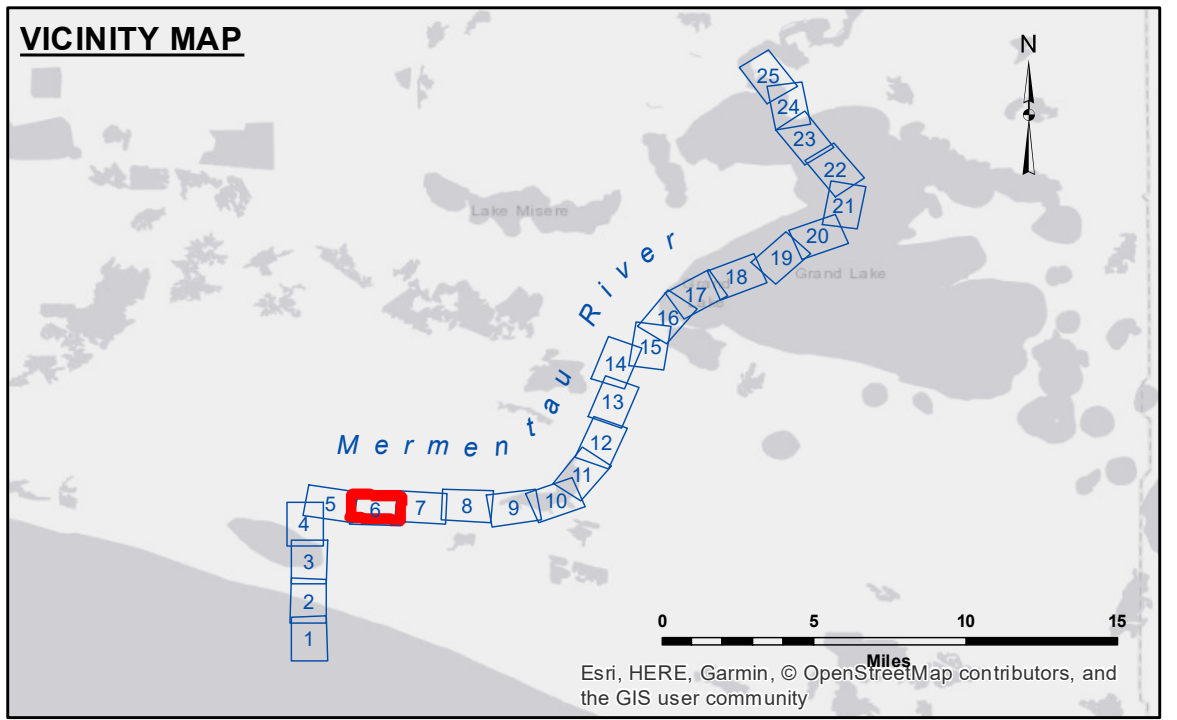 VICINITY MAP
N
25
24
23
22
21
20
19
18
17
16
15
14
13
12
11
10
9
8
7
6
5
4
3
2
1
Lake Misere
Grand Lake
Mermentau River
0 5 10 15
Miles
Esri, HERE, Garmin, © OpenStreetMap contributors, and
the GIS user community